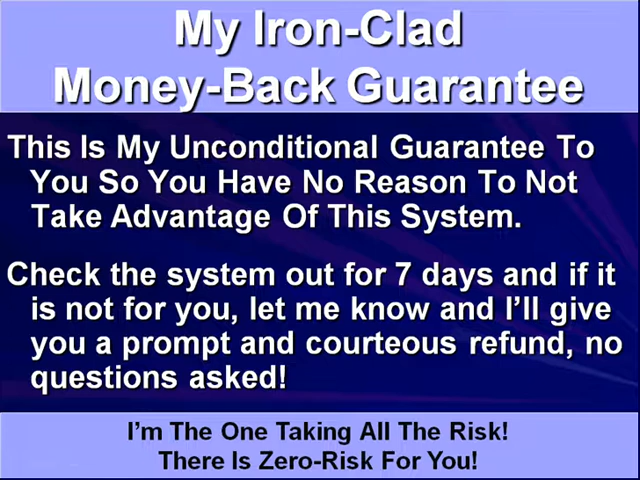 My Iron-Clad
Money-Back Guarantee
This Is My Unconditional Guarantee To
You So You Have No Reason To Not
Take Advantage Of This System.
Check the system out for 7 days and if it
is not for you, let me know and I’ll give
you a prompt and courteous refund, no
questions asked!
I’m The One Taking All The Risk!
There Is Zero-Risk For You!